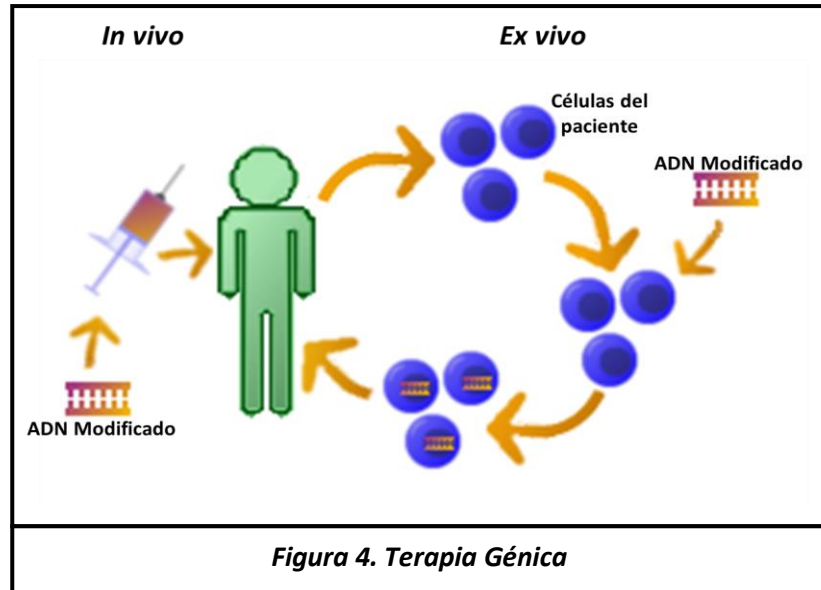 In vivo
Ex vivo
Células del
paciente
ADN Modificado
ADN Modificado
Figura 4. Terapia Génica